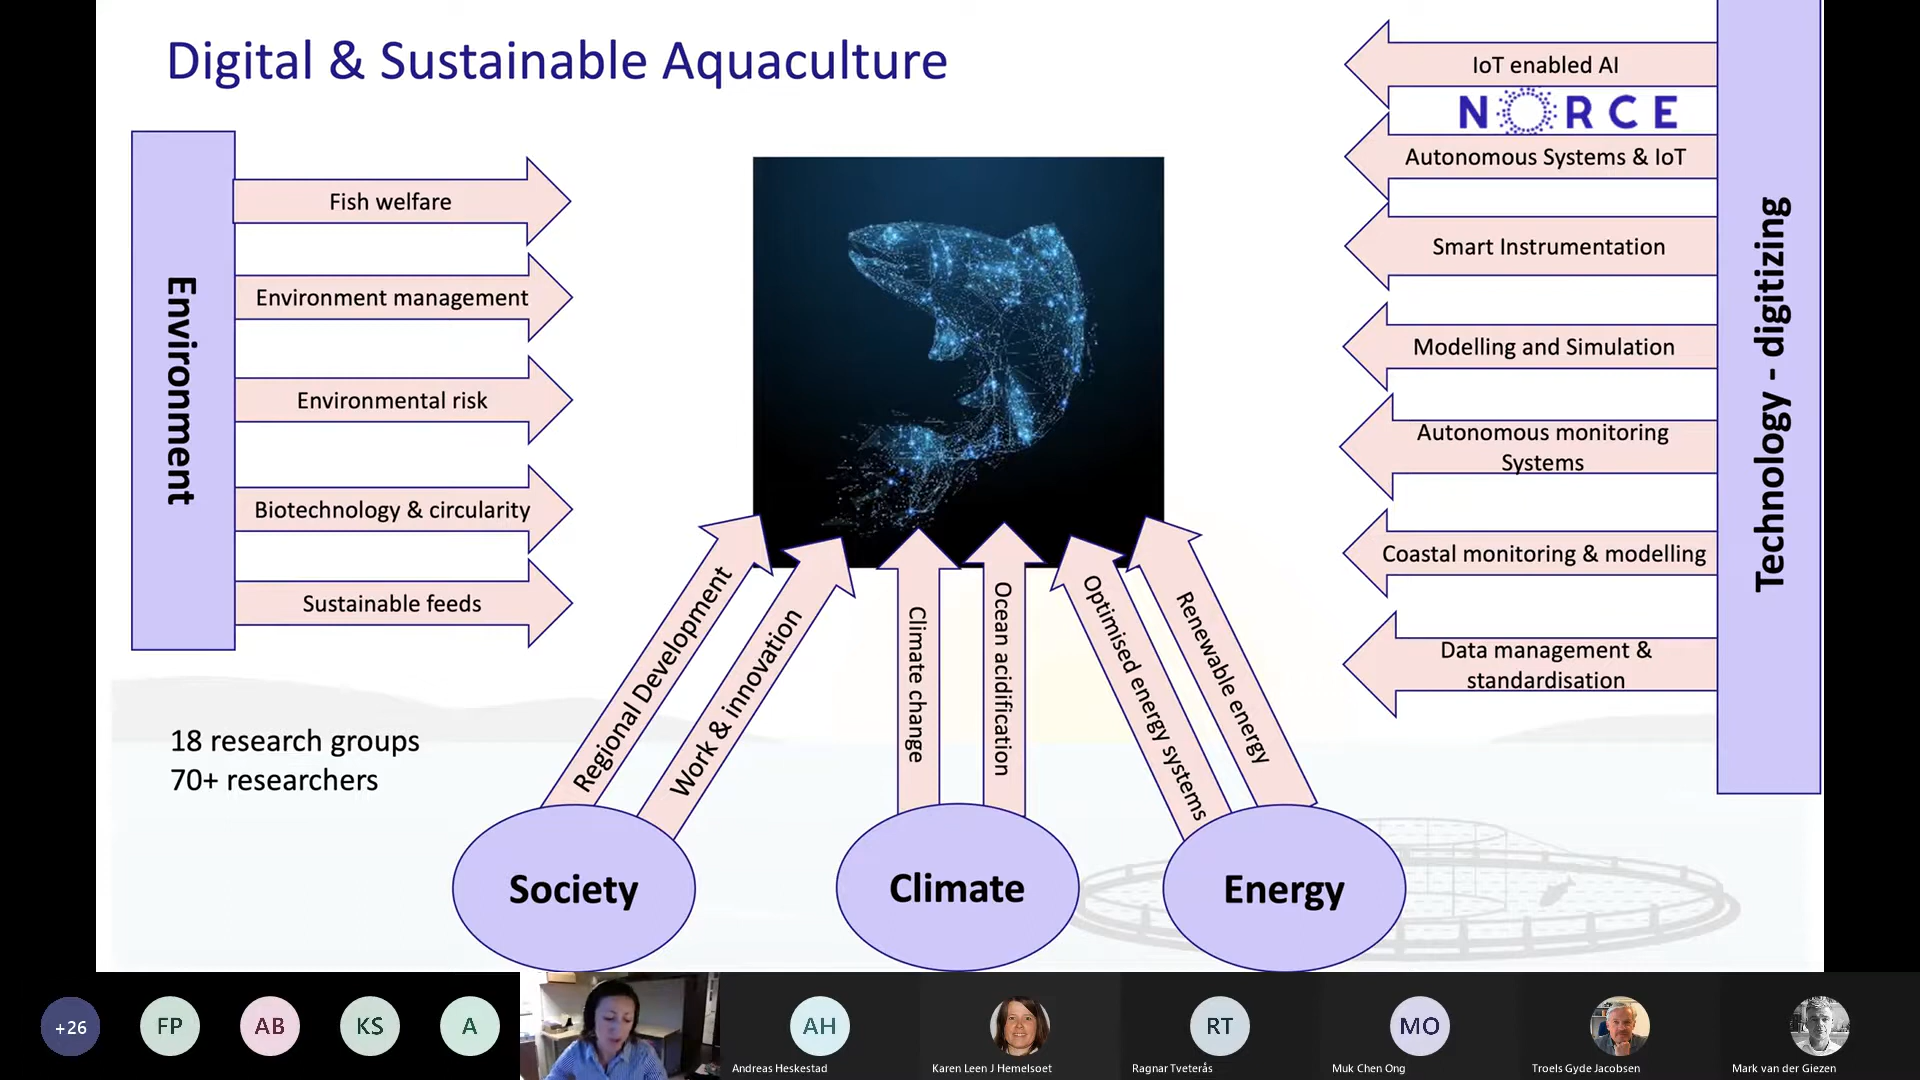 Digital & Sustainable Aquaculture
Environment
Fish welfare
Environment management
Environmental risk
Biotechnology & circularity
Sustainable feeds
IoT enabled AI
NORCE
Autonomous Systems & IoT
Smart Instrumentation
Modelling and Simulation
Autonomous monitoring
Systems
Coastal monitoring & modelling
Data management &
standardisation
Technology - digitizing
Regional Development
Work & innovation
Climate change
Ocean acidification
Optimised energy systems
Renewable energy
18 research groups
70+ researchers
Society
Climate
Energy
+26
FP
AB
KS
A
AH
RT
MO
Andreas Heskestad
Karen Leen J Hemelsoet
Ragnar Tveterås
Muk Chen Ong
Troels Gyde Jacobsen
Mark van der Giezen